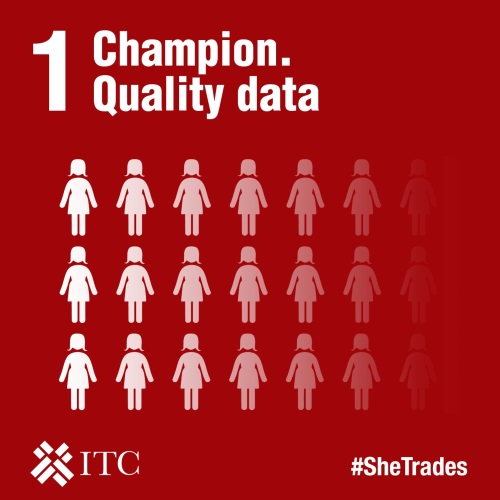 1
Champion.
Quality data
ITC
#SheTrades